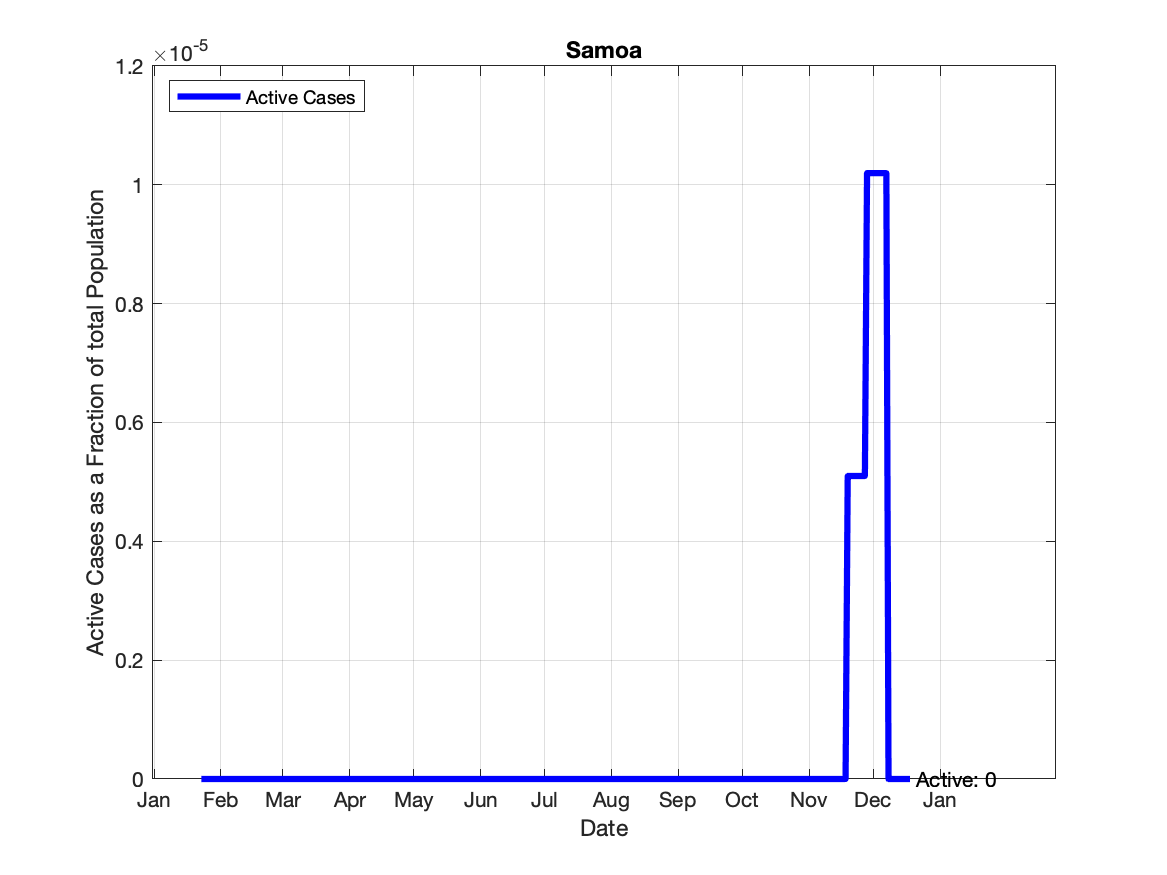 Samoa
×10-5
Active Cases
1.2
1
0.8
0.6
0.4
0.2
0
Active Cases as a Fraction of total Population
Active: 0
Jan Feb Mar Apr May Jun Jul Aug Sep Oct Nov Dec Jan
Date